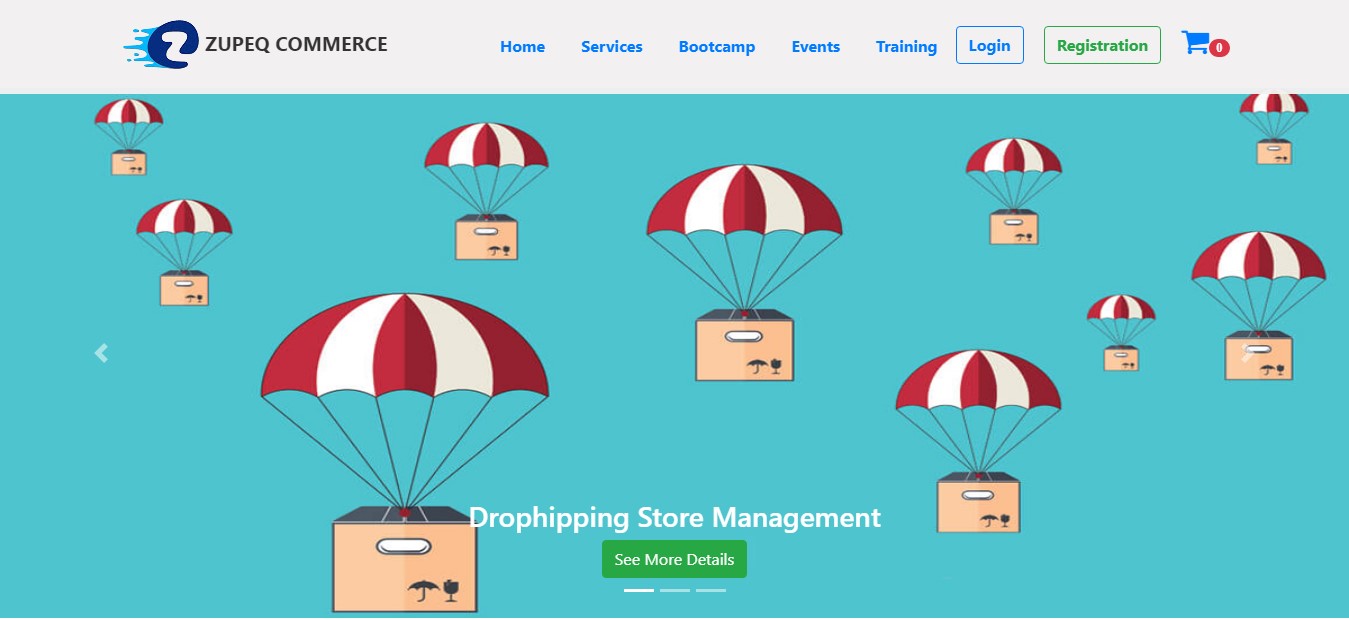 ZUPEQ COMMERCE
Home Services Bootcamp Events Training Login Registration 0
Drophipping Store Management
See More Details